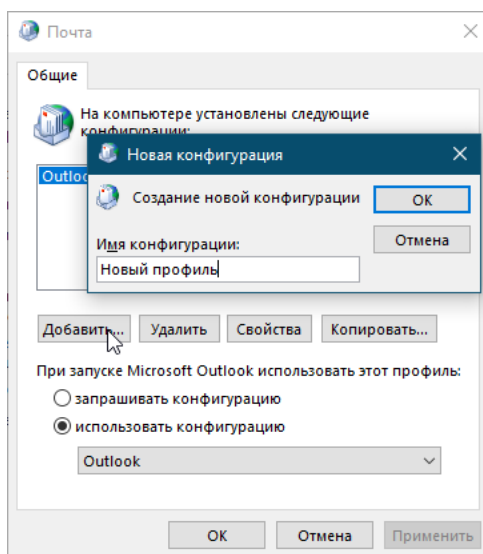 Почта
Общие
На компьютере установлены следующие
конфигурации:
Новая конфигурация
Создание новой конфигурации
OK
Имя конфигурации:
Отмена
Новый профиль
Добавить...
Удалить
Свойства
Копировать...
При запуске Microsoft Outlook использовать этот профиль:
запрашивать конфигурацию
использовать конфигурацию
Outlook
OK
Отмена
Применить